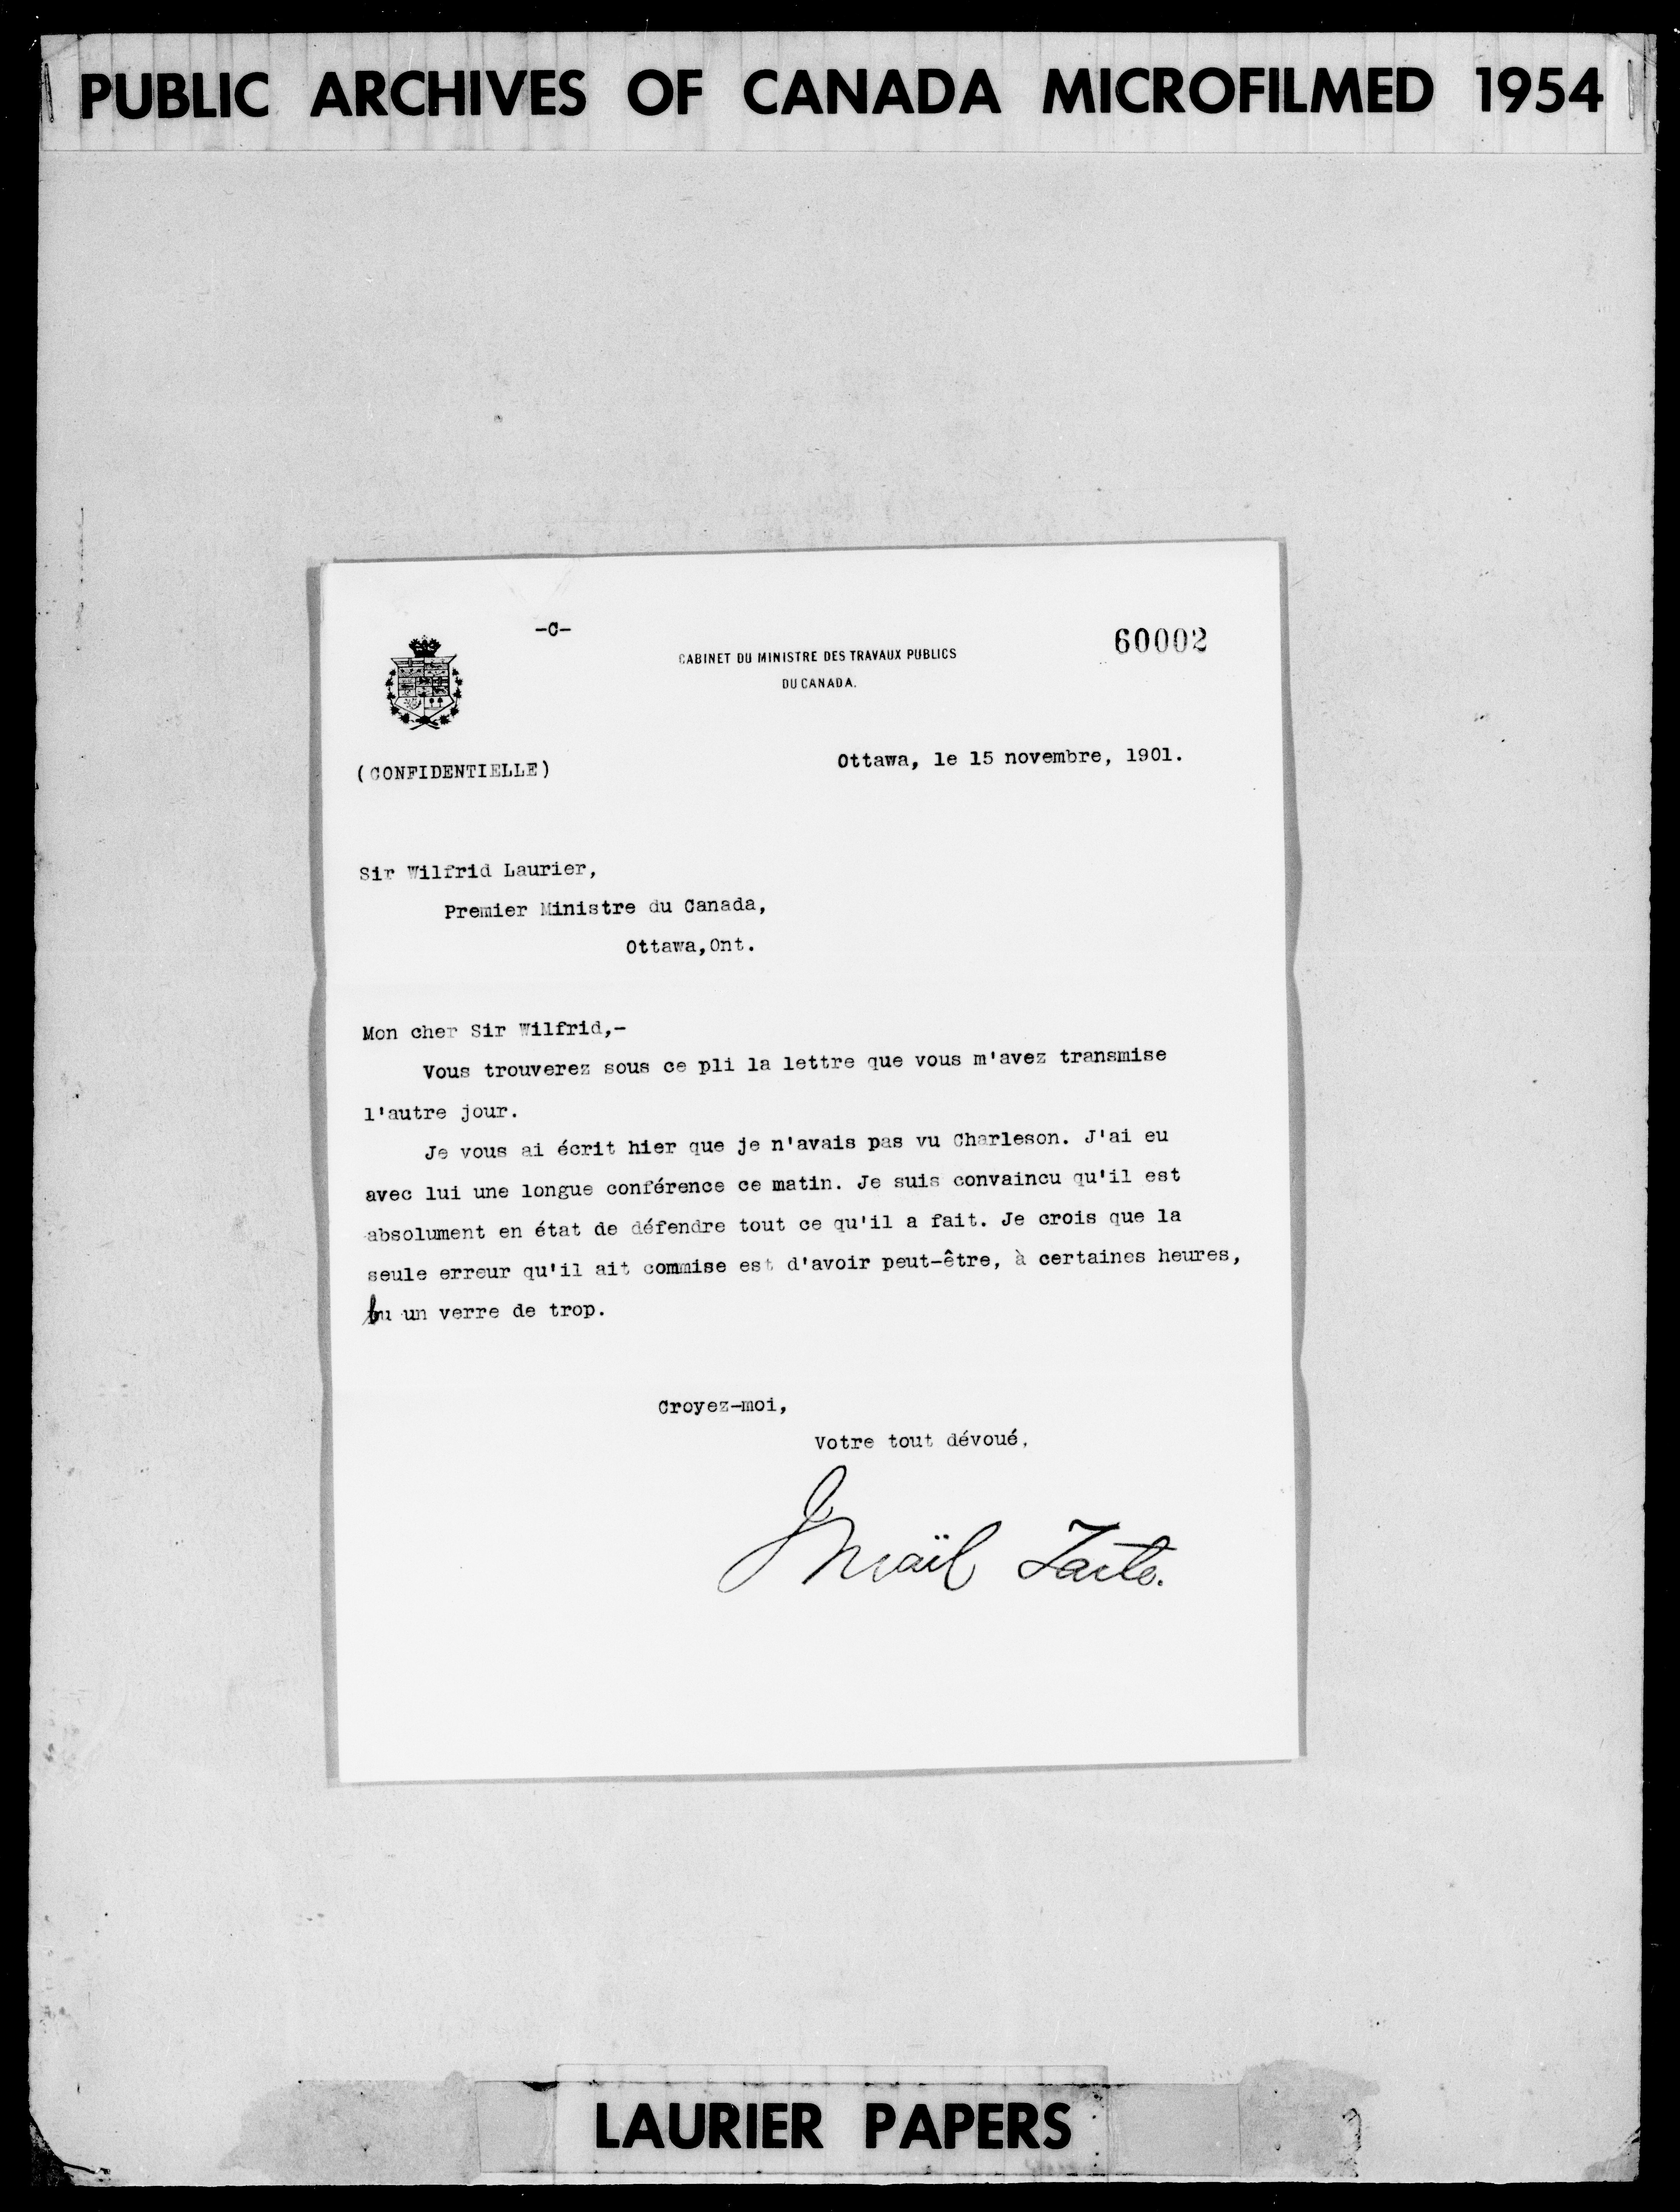 PUBLIC ARCHIVES OF CANADA MICROFILMED 1954
-C-
60002
CABINET DU MINISTRE DES TRAVAUX PUBLICS
DU CANADA.
(CONFIDENTIELLE)
Ottawa, le 15 novembre, 1901.
Sir Wilfrid Laurier,
Premier Ministre du Canada,
Ottawa,Ont.
Mon cher Sir Wilfrid,-
Vous trouverez sous ce pli la lettre que vous m'avez transmise
l'autre jour.
Je vous ai écrit hier que je n'avais pas vu Charleson. J'ai eu
avec lui une longue conférence ce matin. Je suis convaincu qu'il est
absolument en état de défendre tout ce qu'il a fait. Je crois que la
seule erreur qu'il ait commise est d'avoir peut-être, à certaines heures,
bu un verre de trop.
Croyez-moi,
Votre tout dévoué,
J Israël Tarte.
LAURIER PAPERS